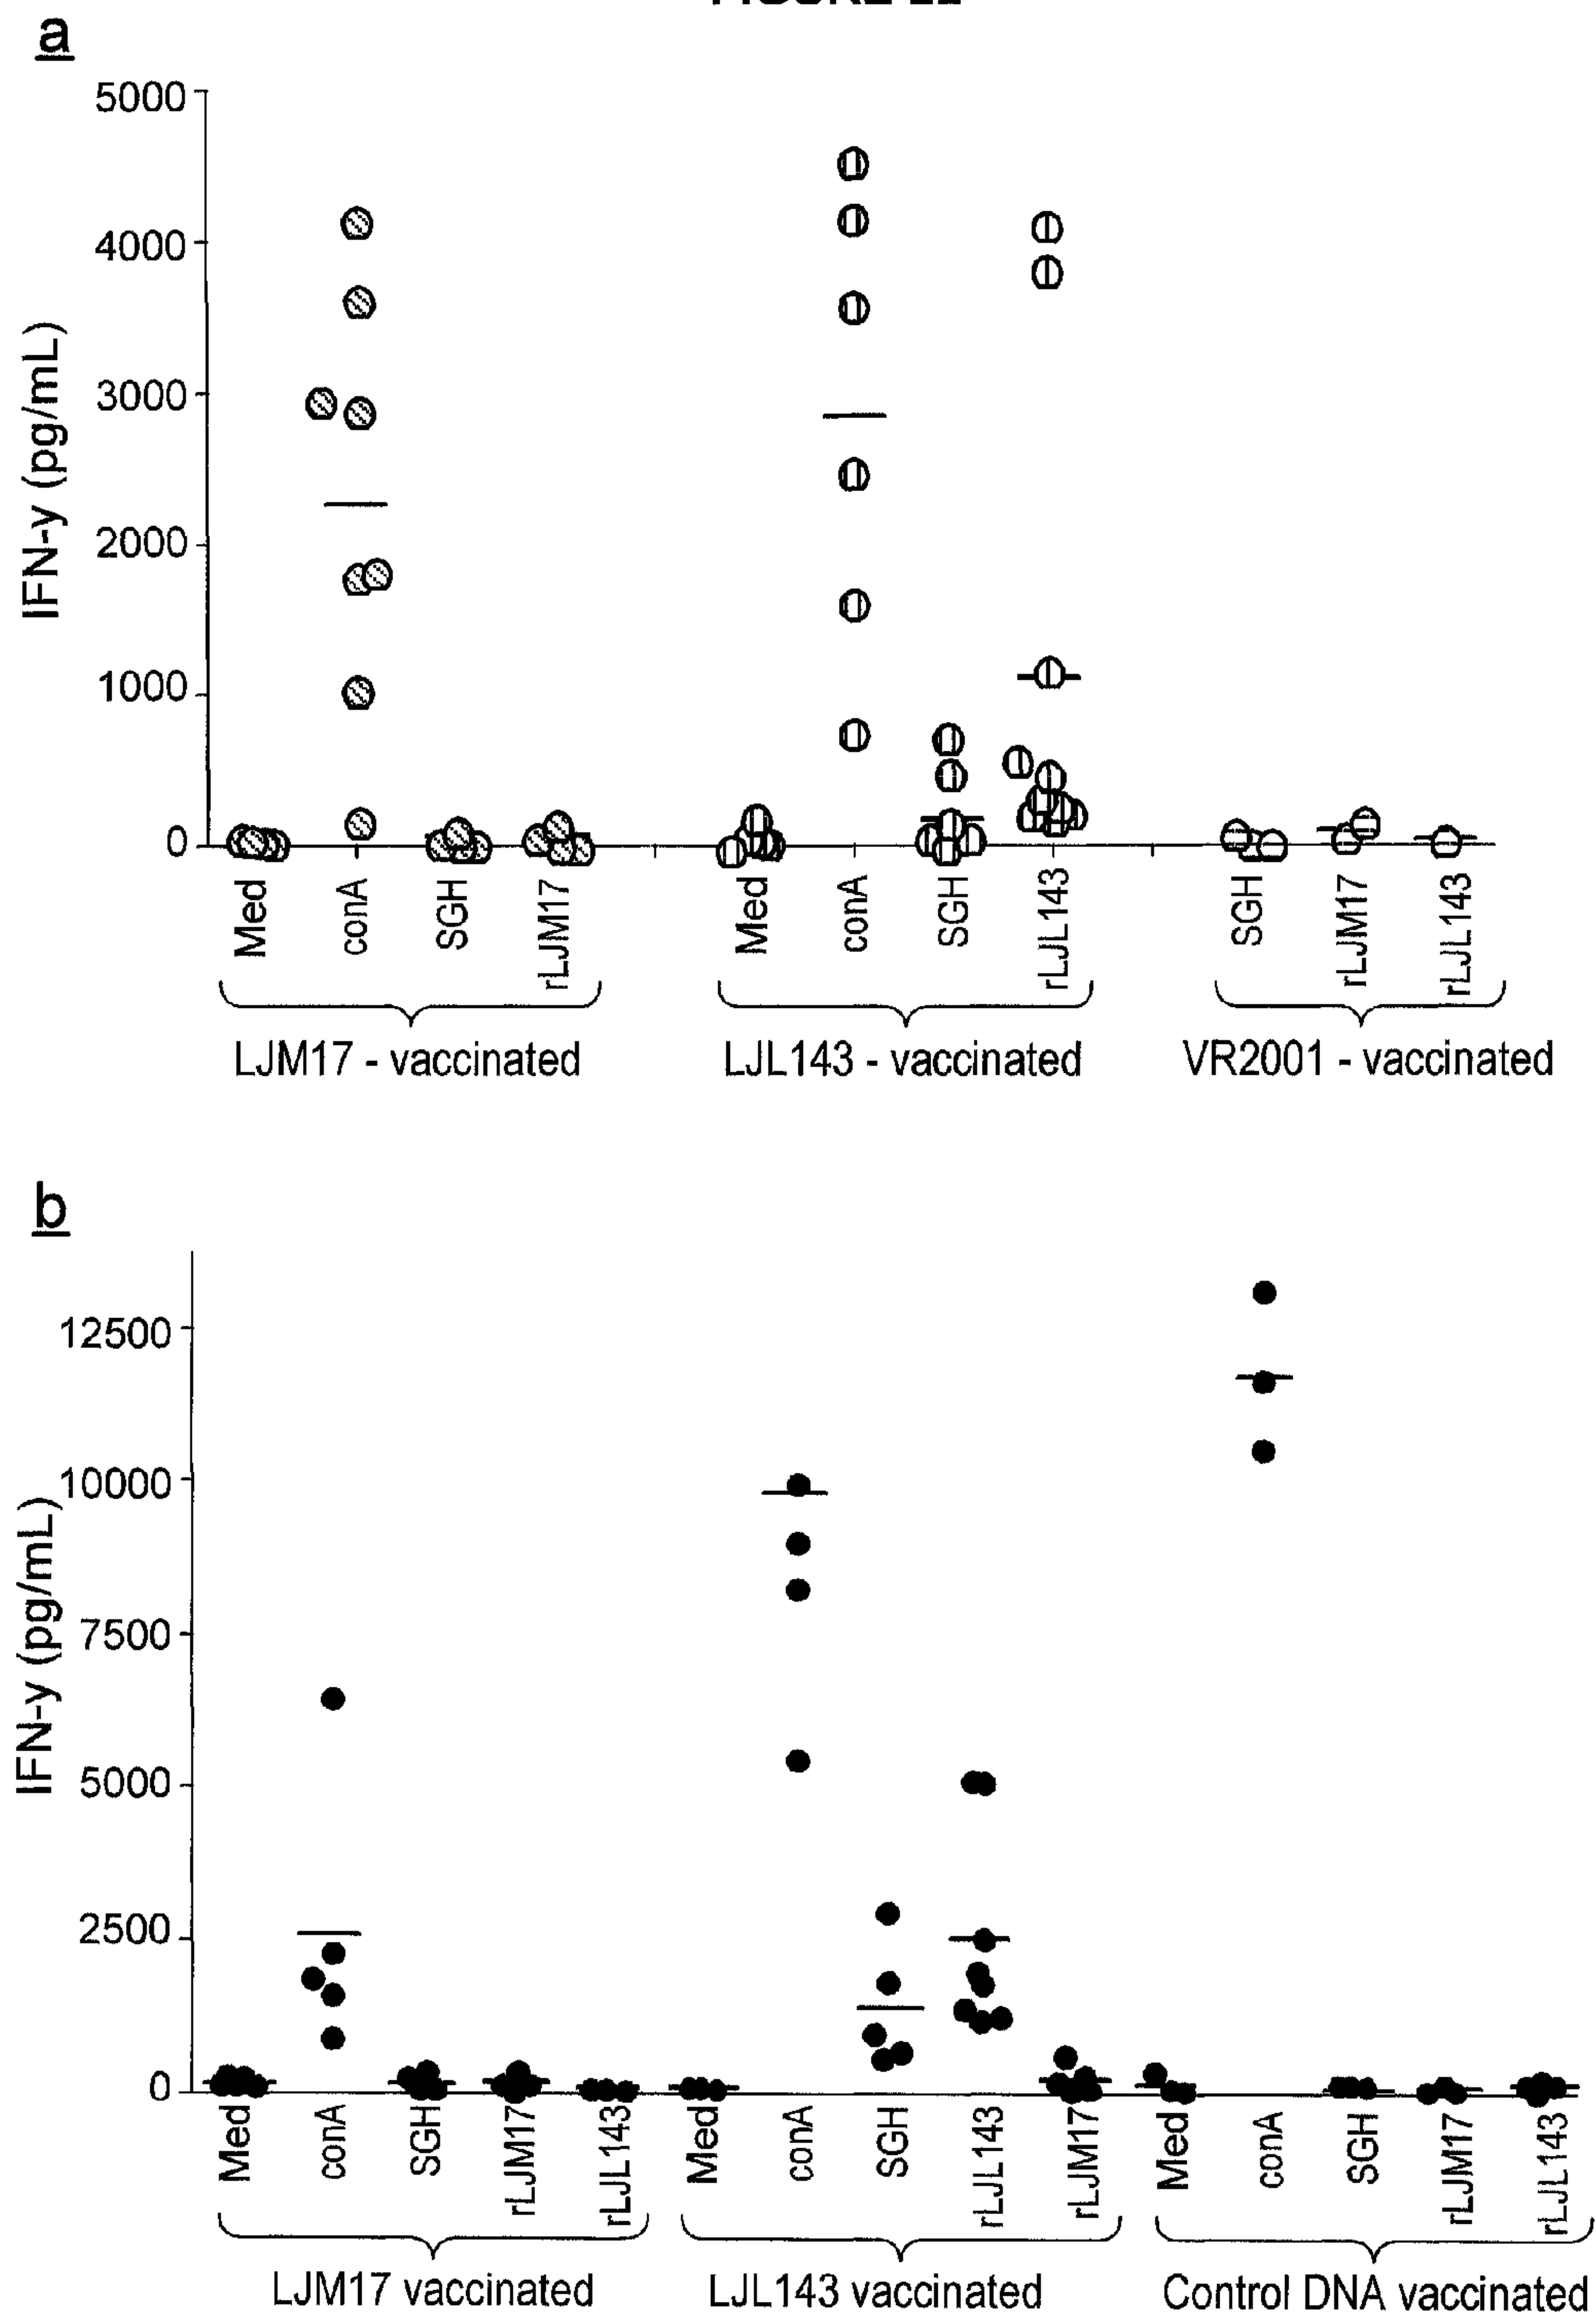 a
5000
4000
3000
2000
1000
0
IFN-y (pg/mL)
Med conA SGH rLJM17 Med conA SGH rLJL143 SGH rLJM17 rLJL143
LJM17 - vaccinated LJL143 - vaccinated VR2001 - vaccinated
b
12500
10000
7500
5000
2500
0
IFN-y (pg/mL)
Med conA SGH rLJM17 rLJL143 Med conA SGH rLJL143 rLJM17 Med conA SGH rLJM17 rLJL143
LJM17 vaccinated LJL143 vaccinated Control DNA vaccinated